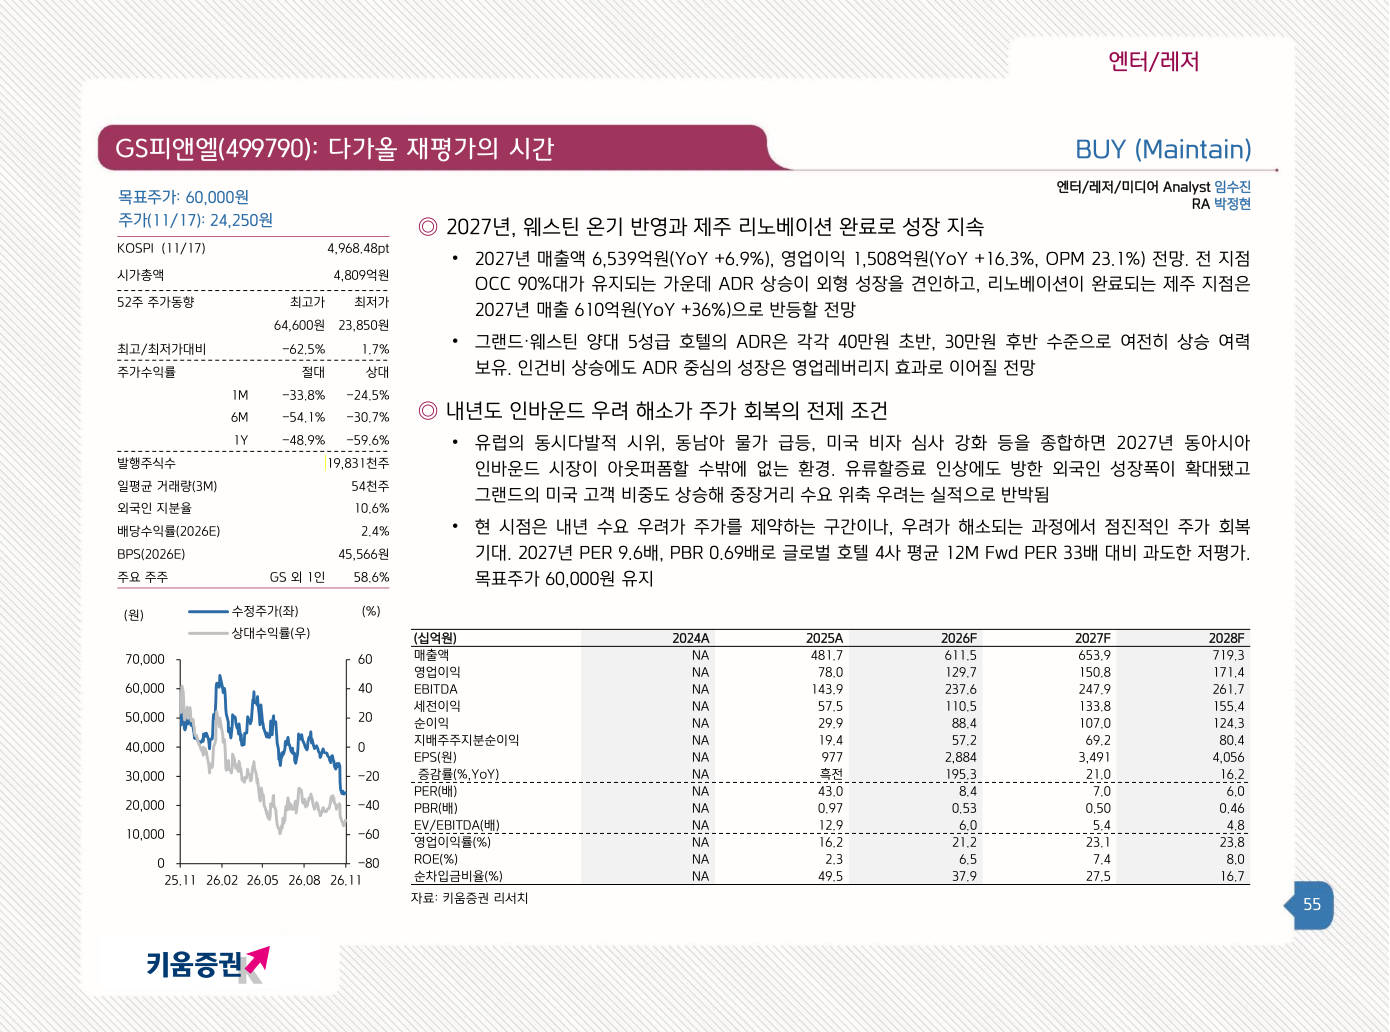 엔터/레저
GS피앤엘(499790): 다가올 재평가의 시간
BUY (Maintain)
엔터/레저/미디어 Analyst 임수진
RA 박정현
목표주가: 60,000원
주가(11/17): 24,250원
KOSPI (11/17) 4,968.48pt
시가총액 4,809억원
52주 주가동향 최고가 최저가
64,600원 23,850원
최고/최저가대비 -62.5% 1.7%
주가수익률 절대 상대
1M -33.8% -24.5%
6M -54.1% -30.7%
1Y -48.9% -59.6%
발행주식수 19,831천주
일평균 거래량(3M) 54천주
외국인 지분율 10.6%
배당수익률(2026E) 2.4%
BPS(2026E) 45,566원
주요 주주 GS 외 1인 58.6%
(원) 수정주가(좌) (%)
상대수익률(우)
70,000 60
60,000 40
50,000 20
40,000 0
30,000 -20
20,000 -40
10,000 -60
0 -80
25.11 26.02 26.05 26.08 26.11
◎ 2027년, 웨스틴 온기 반영과 제주 리노베이션 완료로 성장 지속
• 2027년 매출액 6,539억원(YoY +6.9%), 영업이익 1,508억원(YoY +16.3%, OPM 23.1%) 전망. 전 지점
OCC 90%대가 유지되는 가운데 ADR 상승이 외형 성장을 견인하고, 리노베이션이 완료되는 제주 지점은
2027년 매출 610억원(YoY +36%)으로 반등할 전망
• 그랜드·웨스틴 양대 5성급 호텔의 ADR은 각각 40만원 초반, 30만원 후반 수준으로 여전히 상승 여력
보유. 인건비 상승에도 ADR 중심의 성장은 영업레버리지 효과로 이어질 전망
◎ 내년도 인바운드 우려 해소가 주가 회복의 전제 조건
• 유럽의 동시다발적 시위, 동남아 물가 급등, 미국 비자 심사 강화 등을 종합하면 2027년 동아시아
인바운드 시장이 아웃퍼폼할 수밖에 없는 환경. 유류할증료 인상에도 방한 외국인 성장폭이 확대됐고
그랜드의 미국 고객 비중도 상승해 중장거리 수요 위축 우려는 실적으로 반박됨
• 현 시점은 내년 수요 우려가 주가를 제약하는 구간이나, 우려가 해소되는 과정에서 점진적인 주가 회복
기대. 2027년 PER 9.6배, PBR 0.69배로 글로벌 호텔 4사 평균 12M Fwd PER 33배 대비 과도한 저평가.
목표주가 60,000원 유지
(십억원) 2024A 2025A 2026F 2027F 2028F
매출액 NA 481.7 611.5 653.9 719.3
영업이익 NA 78.0 129.7 150.8 171.4
EBITDA NA 143.9 237.6 247.9 261.7
세전이익 NA 57.5 110.5 133.8 155.4
순이익 NA 29.9 88.4 107.0 124.3
지배주주지분순이익 NA 19.4 57.2 69.2 80.4
EPS(원) NA 977 2,884 3,491 4,056
증감률(%,YoY) NA 흑전 195.3 21.0 16.2
PER(배) NA 43.0 8.4 7.0 6.0
PBR(배) NA 0.97 0.53 0.50 0.46
EV/EBITDA(배) NA 12.9 6.0 5.4 4.8
영업이익률(%) NA 16.2 21.2 23.1 23.8
ROE(%) NA 2.3 6.5 7.4 8.0
순차입금비율(%) NA 49.5 37.9 27.5 16.7
자료: 키움증권 리서치
55
키움증권